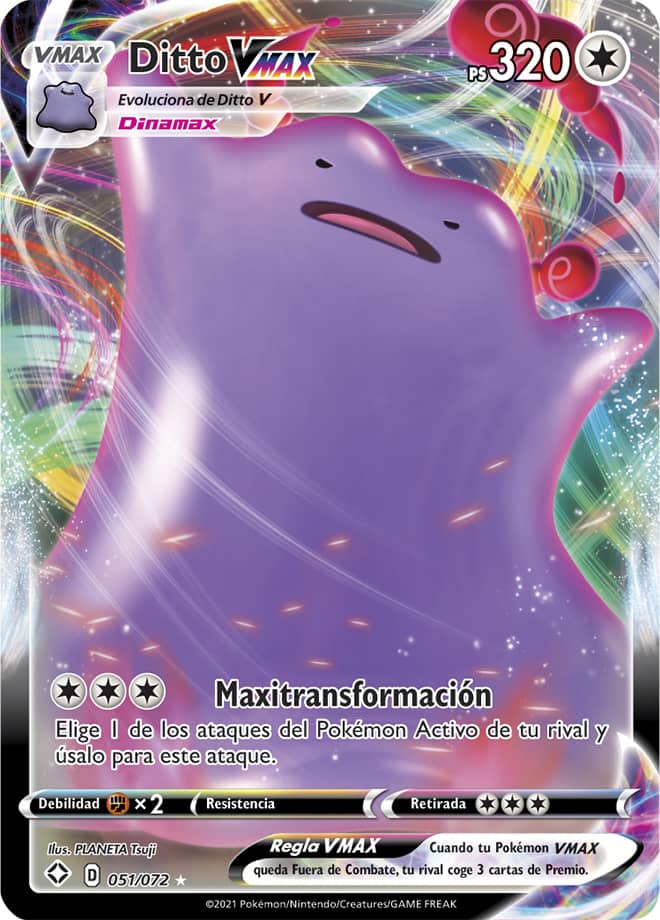 VMAX Ditto VMAX PS 320
Evoluciona de Ditto V
Dinamax
Maxitransformación
Elige 1 de los ataques del Pokémon Activo de tu rival y
úsalo para este ataque.
Debilidad ×2 Resistencia Retirada
Ilus. PLANETA Tsuji
Regla VMAX Cuando tu Pokémon VMAX
queda Fuera de Combate, tu rival coge 3 cartas de Premio.
D 051/072 ★
©2021 Pokémon/Nintendo/Creatures/GAME FREAK